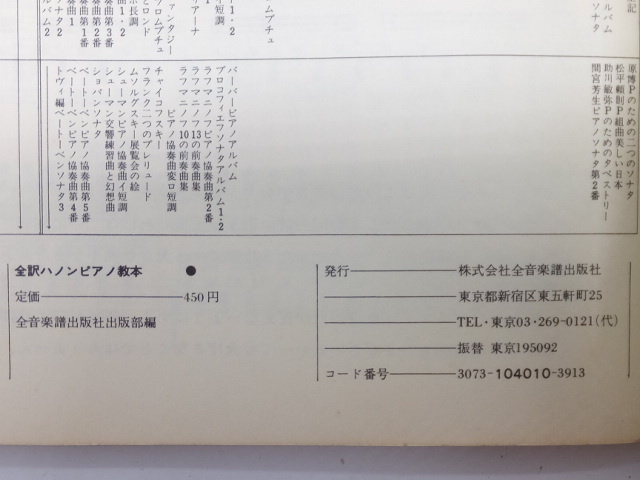 原博Pのための二つのソナタ
松平頼則P組曲美しい日本
助川敏弥Pのためのタペストリー
間宮芳生ピアノソナタ第2番
バーバーピアノアルバム
プロコフィエフソナタアルバム1・2
ラフマニノフピアノ協奏曲第2番
ラフマニノフ13の前奏曲集
ラフマニノフ10の前奏曲集
チャイコフスキー
ピアノ協奏曲変ロ短調
フランク二つのプレリュード
ムソルグスキー展覧会の絵
シューマンピアノ協奏曲イ短調
シューマン交響練習曲と幻想曲
ショパンソナタ
ベートーベンピアノ協奏曲第5番
ベートーベンピアノ協奏曲第4番
トヴィ編ベートーベンソナタ3
全訳ハノンピアノ教本 ●
定価 450円
全音楽譜出版社出版部編
発行 株式会社全音楽譜出版社
東京都新宿区東五軒町25
TEL・東京03・269-0121(代)
振替 東京195092
コード番号 3073-104010-3913